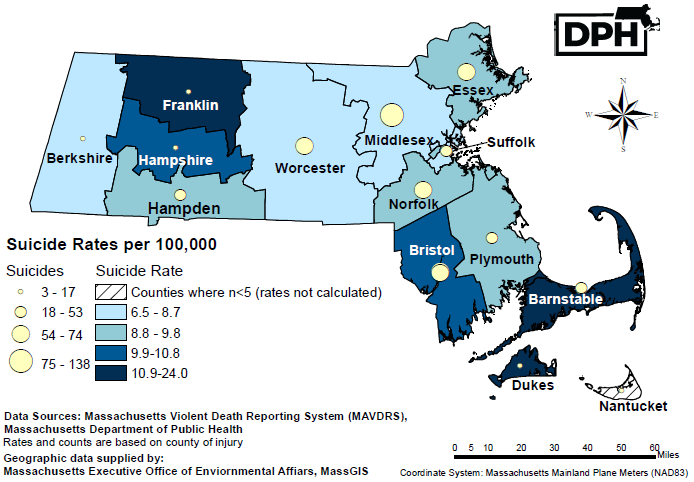 DPH
N
W E
S
Franklin
Essex
Middlesex
Suffolk
Berkshire
Hampshire
Worcester
Hampden
Norfolk
Bristol
Plymouth
Barnstable
Dukes
Nantucket
Suicide Rates per 100,000
Suicides Suicide Rate
3 - 17 Counties where n<5 (rates not calculated)
18 - 53 6.5 - 8.7
54 - 74 8.8 - 9.8
75 - 138 9.9-10.8
10.9-24.0
Data Sources: Massachusetts Violent Death Reporting System (MAVDRS),
Massachusetts Department of Public Health
Rates and counts are based on county of injury
Geographic data supplied by:
Massachusetts Executive Office of Enviornmental Affiars, MassGIS
0 5 10 20 30 40 50 60
Miles
Coordinate System: Massachusetts Mainland Plane Meters (NAD83)